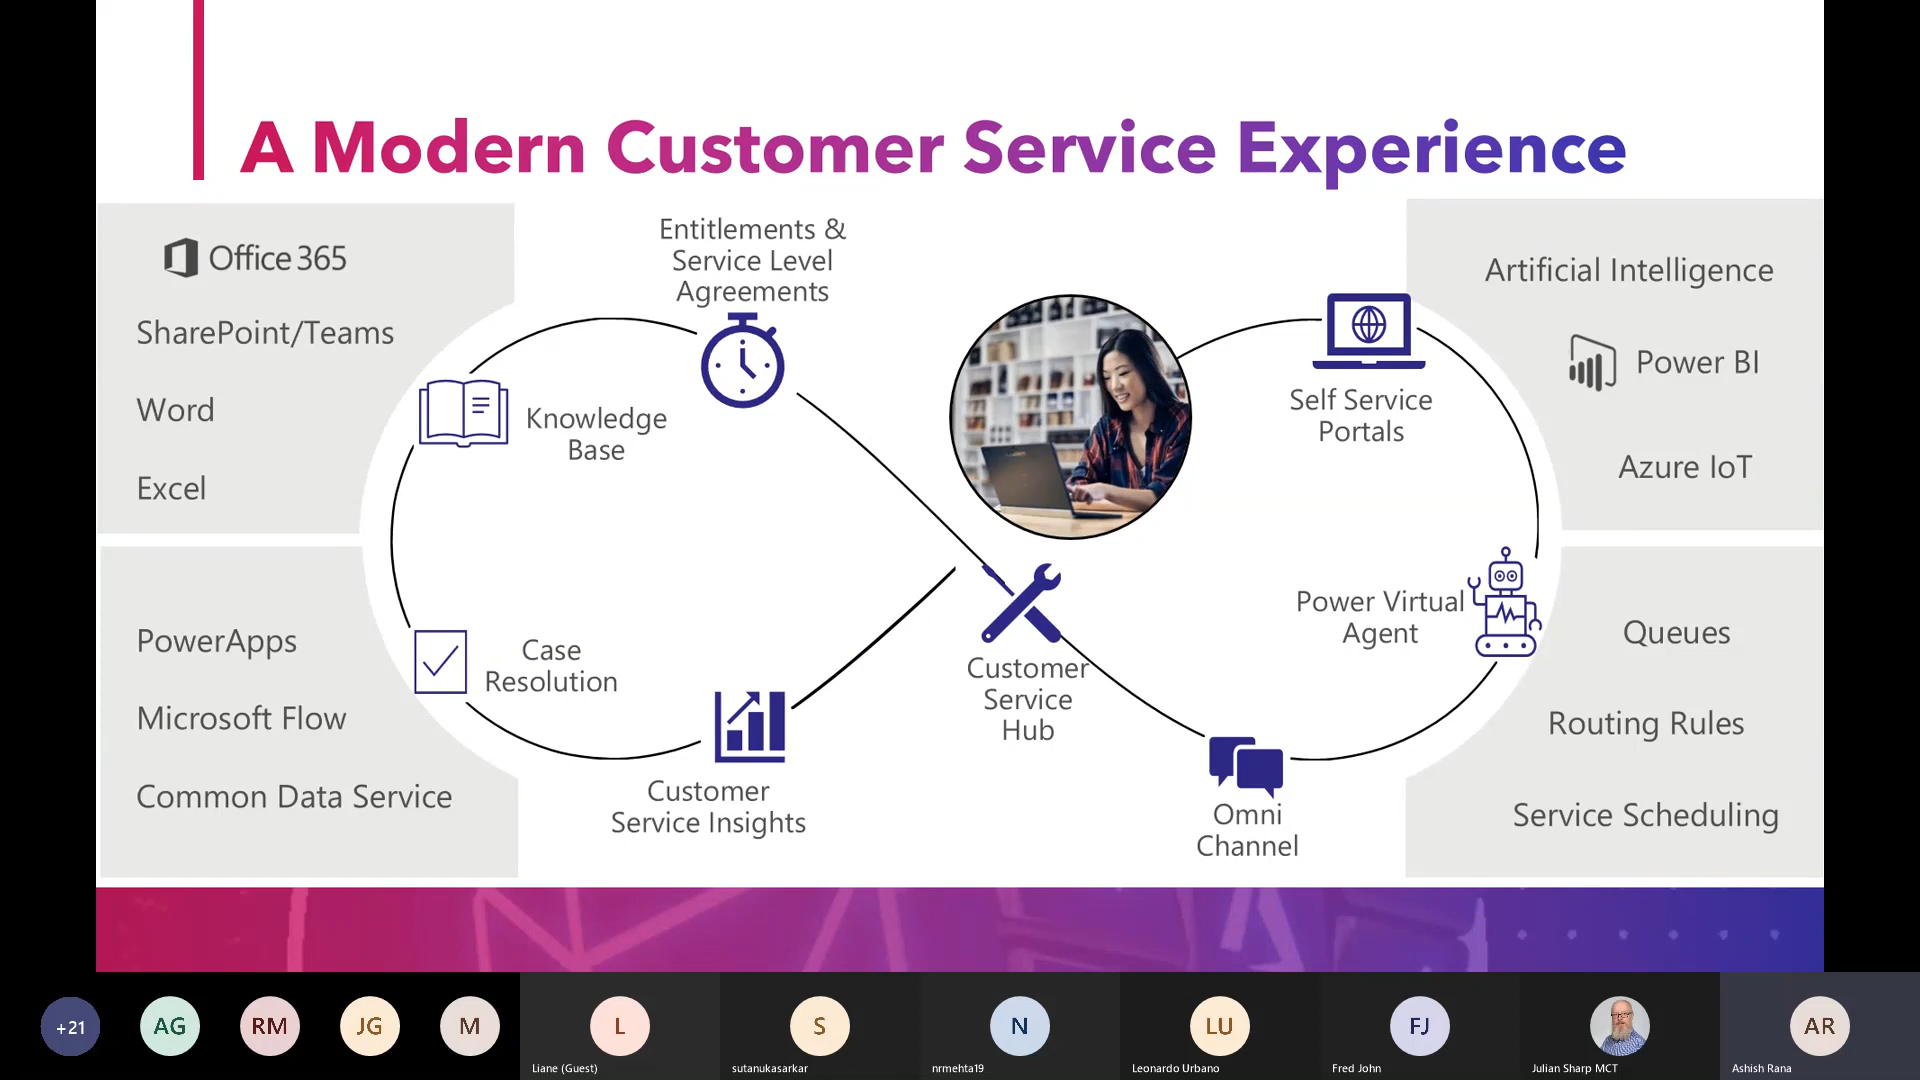 A Modern Customer Service Experience
Office 365
SharePoint/Teams
Word
Excel
PowerApps
Microsoft Flow
Common Data Service
Entitlements &
Service Level
Agreements
Knowledge
Base
Case
Resolution
Customer
Service Insights
Customer
Service
Hub
Self Service
Portals
Power Virtual
Agent
Omni
Channel
Artificial Intelligence
Power BI
Azure IoT
Queues
Routing Rules
Service Scheduling
+21
AG
RM
JG
M
L
Liane (Guest)
S
sutanukasarkar
N
nrmehta19
LU
Leonardo Urbano
FJ
Fred John
Julian Sharp MCT
AR
Ashish Rana